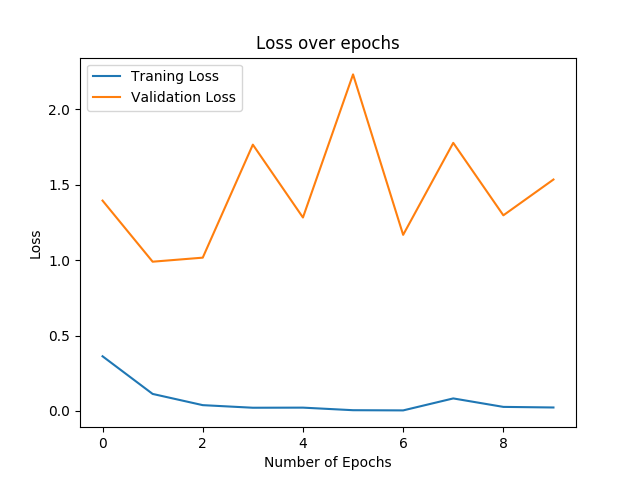 Loss over epochs
Traning Loss
Validation Loss
2.0
1.5
1.0
0.5
0.0
Loss
0 2 4 6 8
Number of Epochs